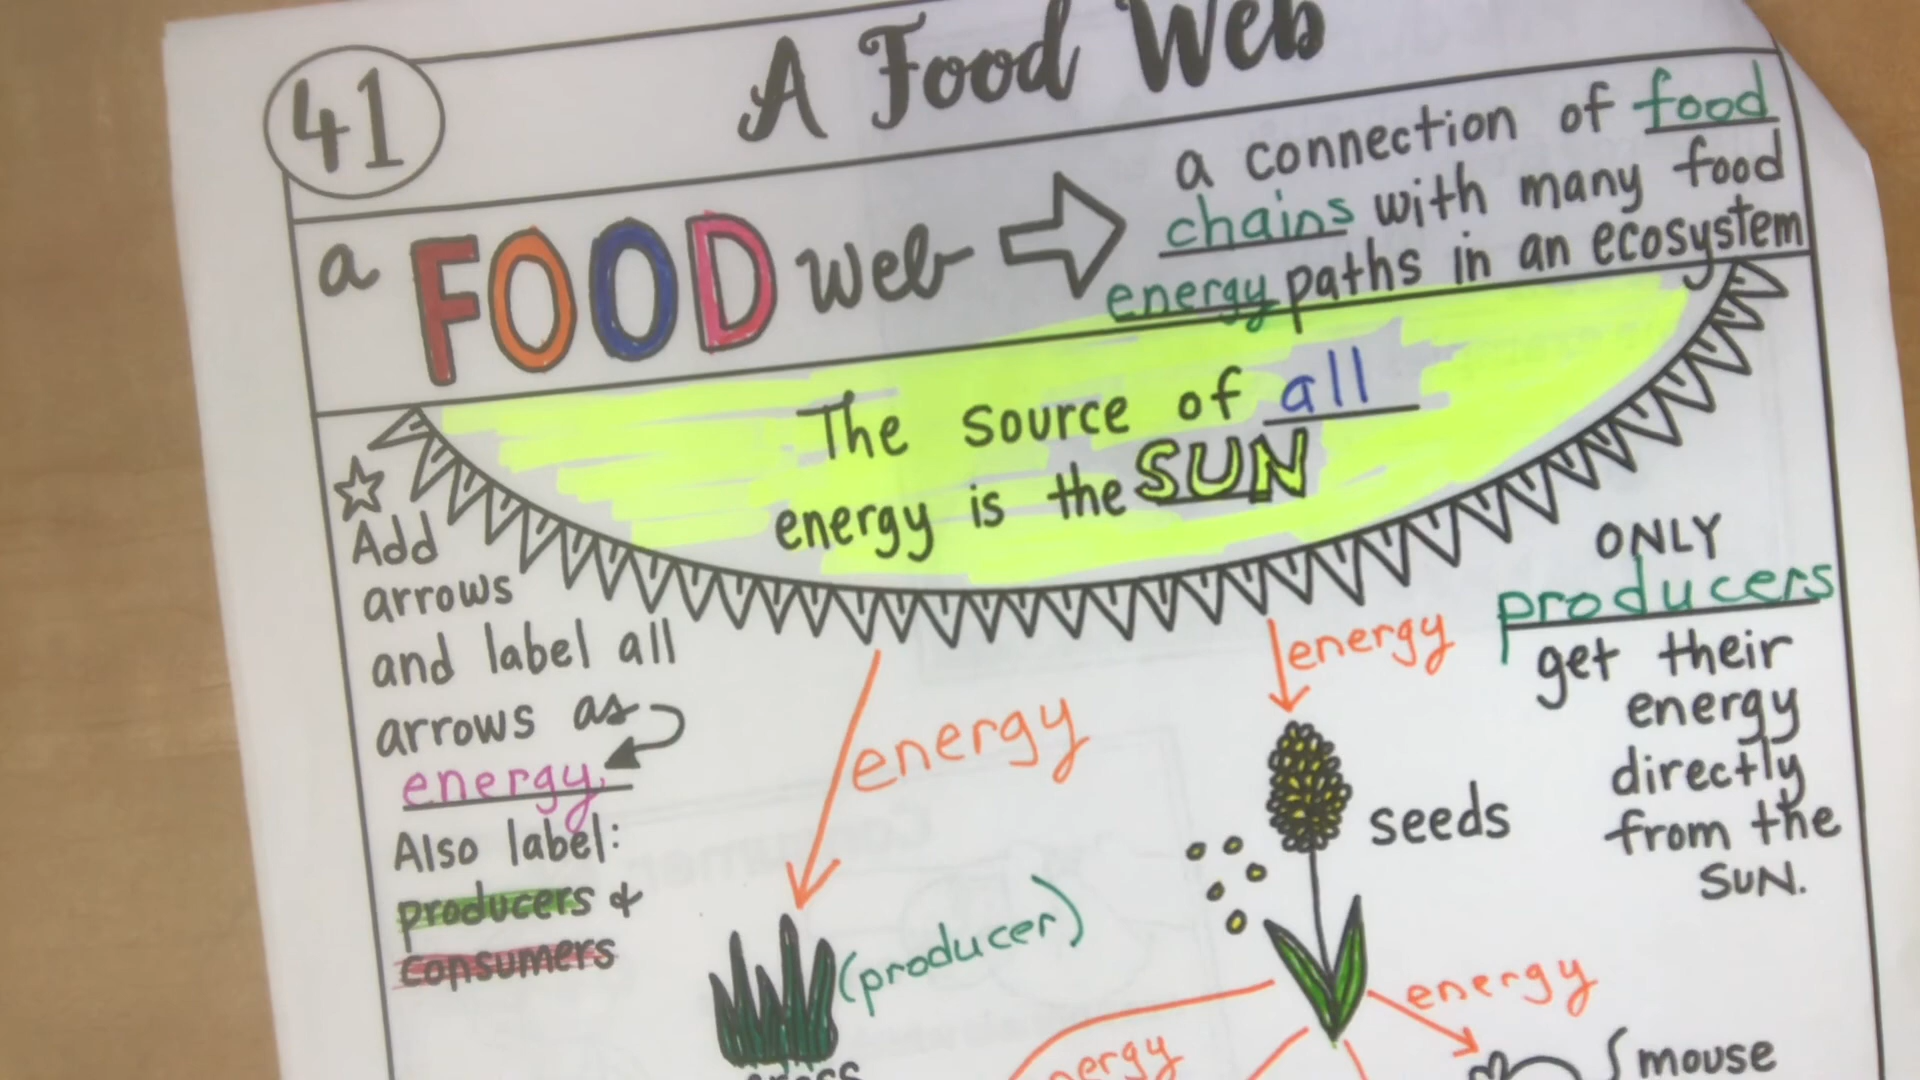 41
A Food Web
a FOOD web
a connection of food
chains with many food
energy paths in an ecosystem
The source of all
energy is the SUN
Add
arrows
and label all
arrows as
energy
Also label:
producers &
consumers
ONLY
producers
get their
energy
directly
from the
SUN.
energy
energy
seeds
(producer)
energy
mouse